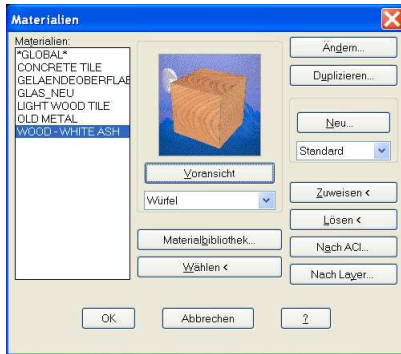 Materialien
Materialien:
*GLOBAL*
CONCRETE TILE
GELAENDEOBERFLAE
GLAS_NEU
LIGHT WOOD TILE
OLD METAL
WOOD - WHITE ASH
Voransicht
Würfel
Materialbibliothek...
Wählen <
Ändern...
Duplizieren...
Neu...
Standard
Zuweisen <
Lösen <
Nach ACI...
Nach Layer...
OK
Abbrechen
?